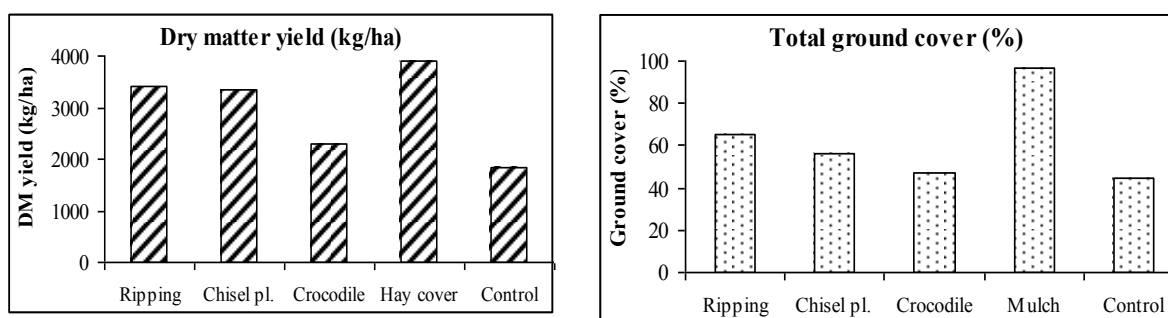 Dry matter yield (kg/ha)
DM yield (kg/ha)
4000
3000
2000
1000
0
Ripping Chisel pl. Crocodile Hay cover Control
Total ground cover (%)
Ground cover (%)
100
80
60
40
20
0
Ripping Chisel pl. Crocodile Mulch Control